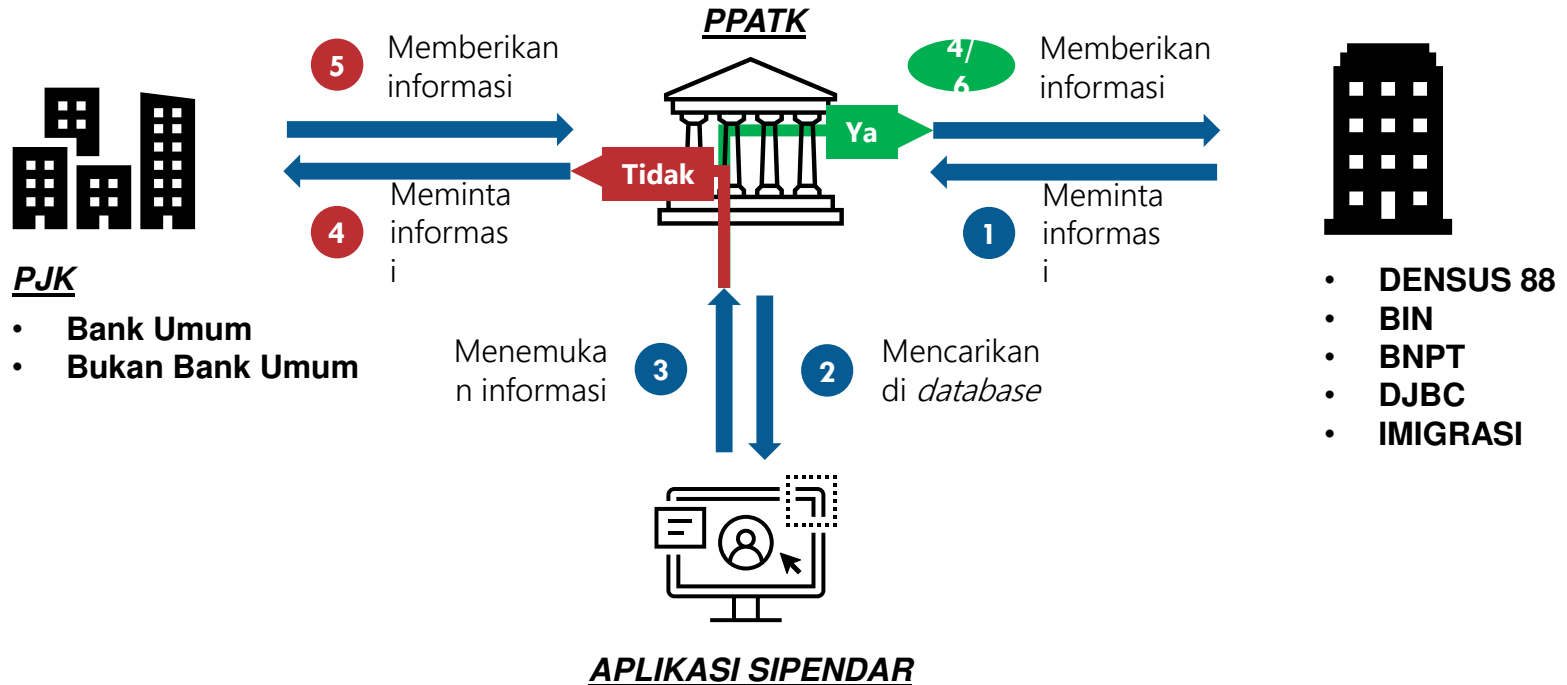 PPATK
5
Memberikan
informasi
4/
6
Memberikan
informasi
Ya
Tidak
4
Meminta
informas
i
1
Meminta
informas
i
PJK
• Bank Umum
• Bukan Bank Umum
• DENSUS 88
• BIN
• BNPT
• DJBC
• IMIGRASI
Menemuka
n informasi
3
2
Mencarikan
di database
APLIKASI SIPENDAR